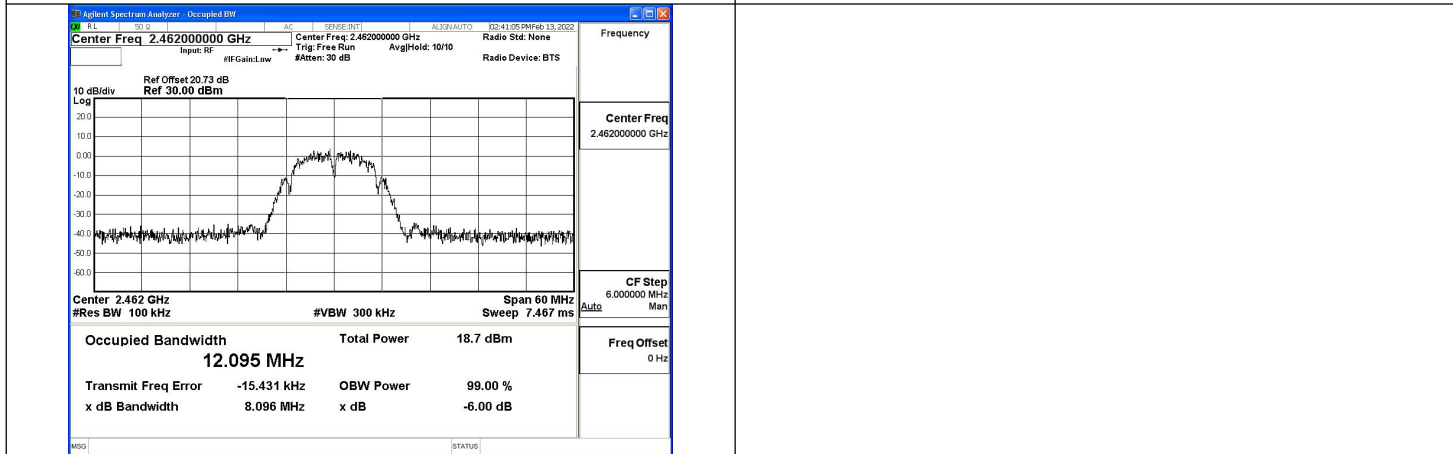 Agilent Spectrum Analyzer - Occupied BW
RL 50 Ω AC SENSE:INT ALIGN AUTO 02:41:05 PM Feb 13, 2022
Center Freq 2.462000000 GHz
Input: RF
#IFGain:Low
Center Freq: 2.462000000 GHz
Trig: Free Run Avg|Hold: 10/10
#Atten: 30 dB
Radio Std: None
Radio Device: BTS
Frequency
Ref Offset 20.73 dB
10 dB/div Ref 30.00 dBm
Log
20.0
10.0
0.00
-10.0
-20.0
-30.0
-40.0
-50.0
-60.0
Center Freq
2.462000000 GHz
Center 2.462 GHz Span 60 MHz
#Res BW 100 kHz #VBW 300 kHz Sweep 7.467 ms
CF Step
6.000000 MHz
Auto Man
Occupied Bandwidth Total Power 18.7 dBm
12.095 MHz
Transmit Freq Error -15.431 kHz OBW Power 99.00 %
x dB Bandwidth 8.096 MHz x dB -6.00 dB
Freq Offset
0 Hz
MSG STATUS